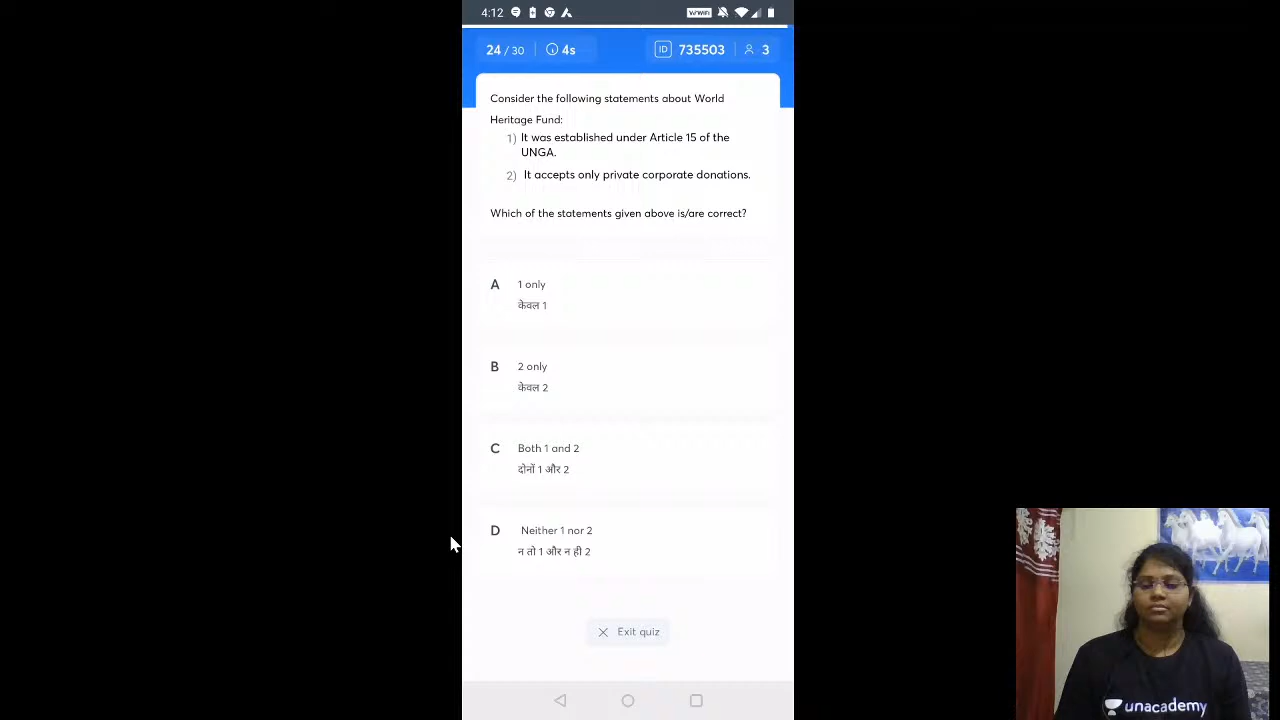 4:12
VoWiFi
24 / 30 4s ID 735503 3
Consider the following statements about World
Heritage Fund:
1) It was established under Article 15 of the
UNGA.
2) It accepts only private corporate donations.
Which of the statements given above is/are correct?
A 1 only
केवल 1
B 2 only
केवल 2
C Both 1 and 2
दोनों 1 और 2
D Neither 1 nor 2
न तो 1 और न ही 2
Exit quiz
unacademy